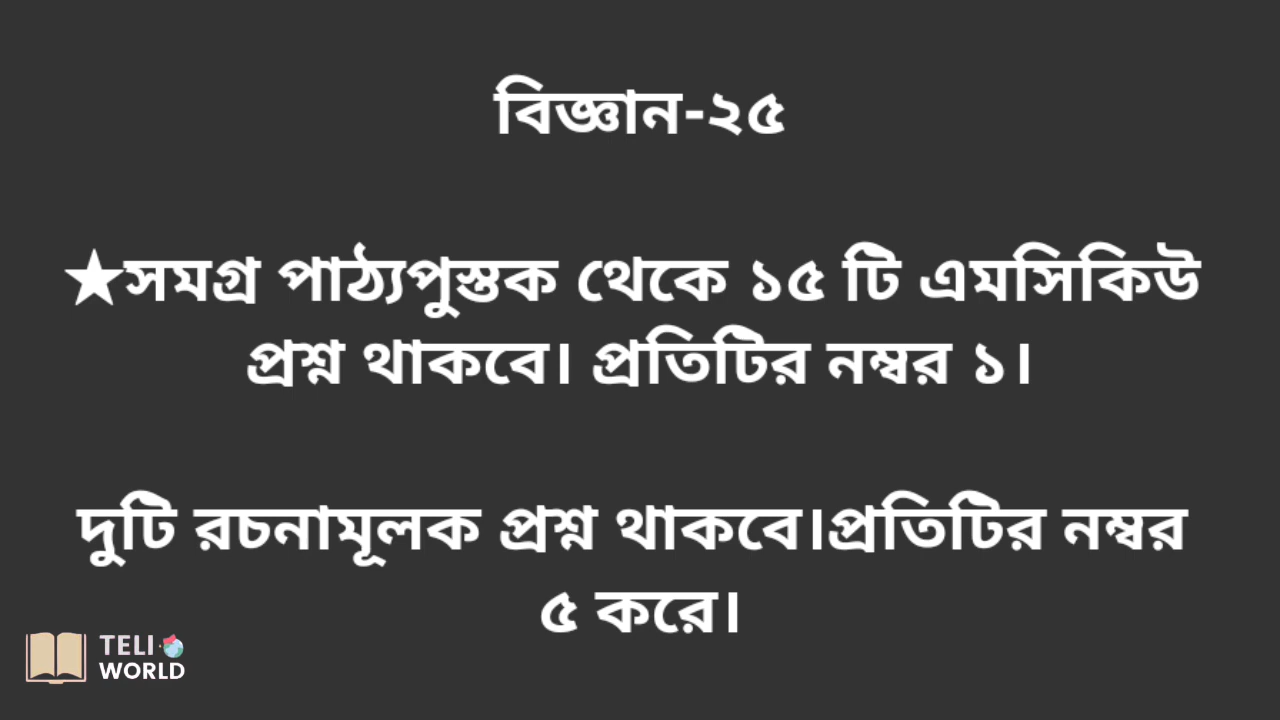 বিজ্ঞান-২৫
★সমগ্র পাঠ্যপুস্তক থেকে ১৫ টি এমসিকিউ
প্রশ্ন থাকবে। প্রতিটির নম্বর ১।
দুটি রচনামূলক প্রশ্ন থাকবে।প্রতিটির নম্বর
৫ করে।
TELI
WORLD